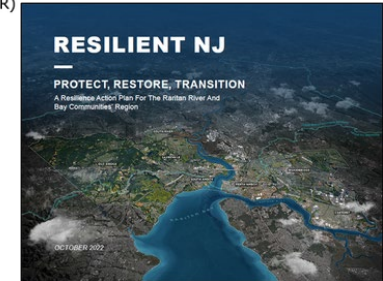 R)
RESILIENT NJ
PROTECT, RESTORE, TRANSITION
A Resilience Action Plan For The Raritan River And
Bay Communities' Region
OCTOBER 2022